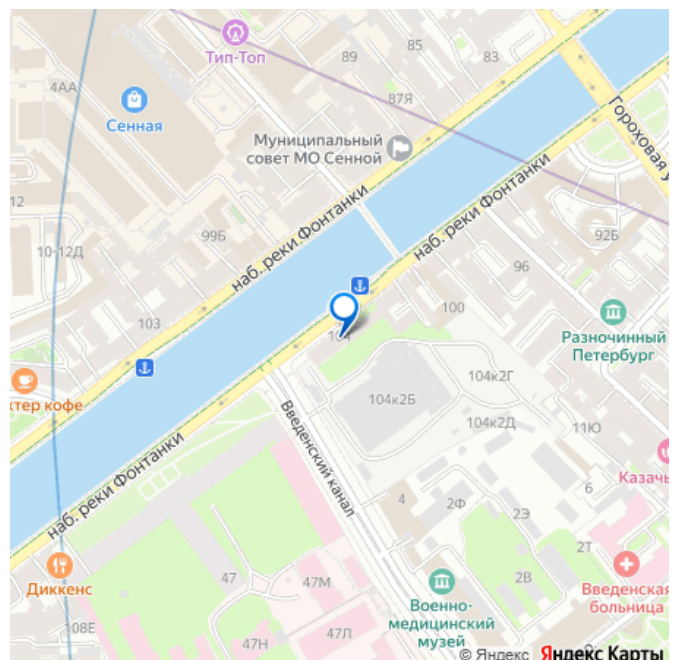 Тип-Топ
89
85
83
4АА
87Я
Сенная
Гороховая у
Муниципальный
совет МО Сенной
наб. реки Фонтанки
наб. реки Фонтанки
12
99Б
92Б
10-12Д
96
103
104
100
Разночинный
Петербург
ктер кофе
104к2Г
104к2Б
104к2Д
11Ю
Введенский канал
Казачь
наб. реки Фонтанки
4
2Ф
6
2Э
2Т
Диккенс
47
47М
2В
Введенская
больница
Военно-
медицинский
музей
108Е
47Н
47Л
© Яндекс Яндекс Карты